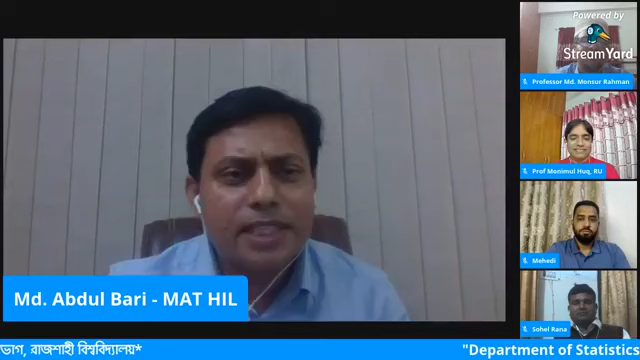 Powered by
StreamYard
Professor Md. Monsur Rahman
Prof Monimul Huq, RU
Mehedi
Sohel Rana
Md. Abdul Bari - MAT HIL
ভাগ, রাজশাহী বিশ্ববিদ্যালয়* "Department of Statistics